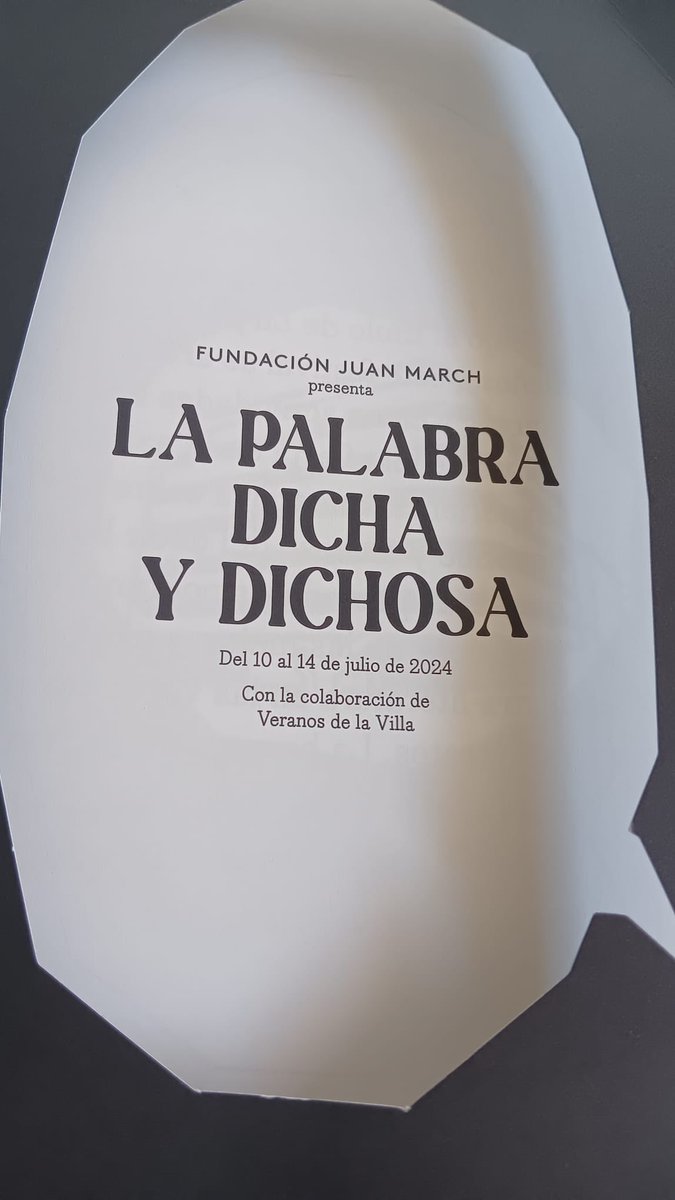 FUNDACIÓN JUAN MARCH
presenta
LA PALABRA
DICHA
Y DICHOSA
Del 10 al 14 de julio de 2024
Con la colaboración de
Veranos de la Villa